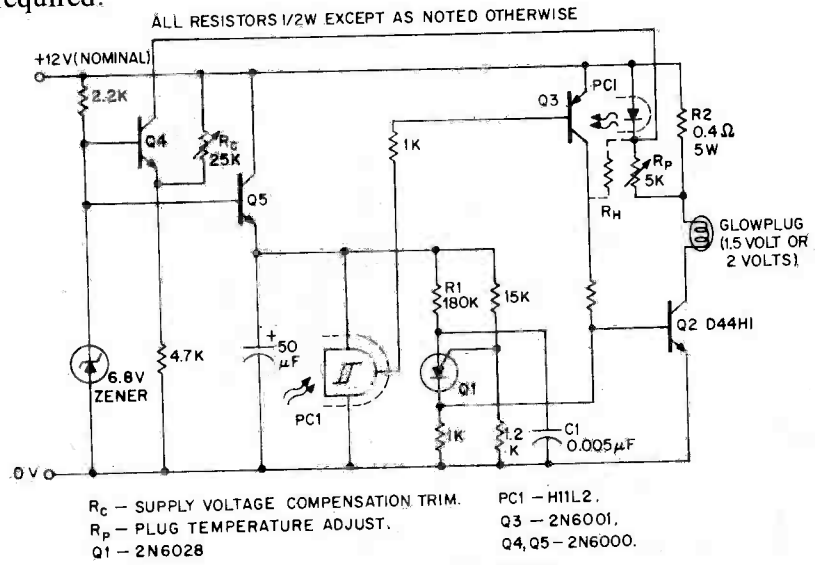 required.
ALL RESISTORS 1/2W EXCEPT AS NOTED OTHERWISE
+12V(NOMINAL)
2.2K
Q4
RC
25K
Q5
1K
Q3
PC1
RH
RP
5K
R2
0.4Ω
5W
GLOWPLUG
(1.5 VOLT OR
2 VOLTS)
R1
180K
15K
Q2 D44H1
+
50
μF
4.7K
6.8V
ZENER
PC1
Q1
1K
1.2
K
C1
0.005μF
0V
RC – SUPPLY VOLTAGE COMPENSATION TRIM.
RP – PLUG TEMPERATURE ADJUST.
Q1 – 2N6028
PC1 – H11L2.
Q3 – 2N6001.
Q4,Q5 – 2N6000.